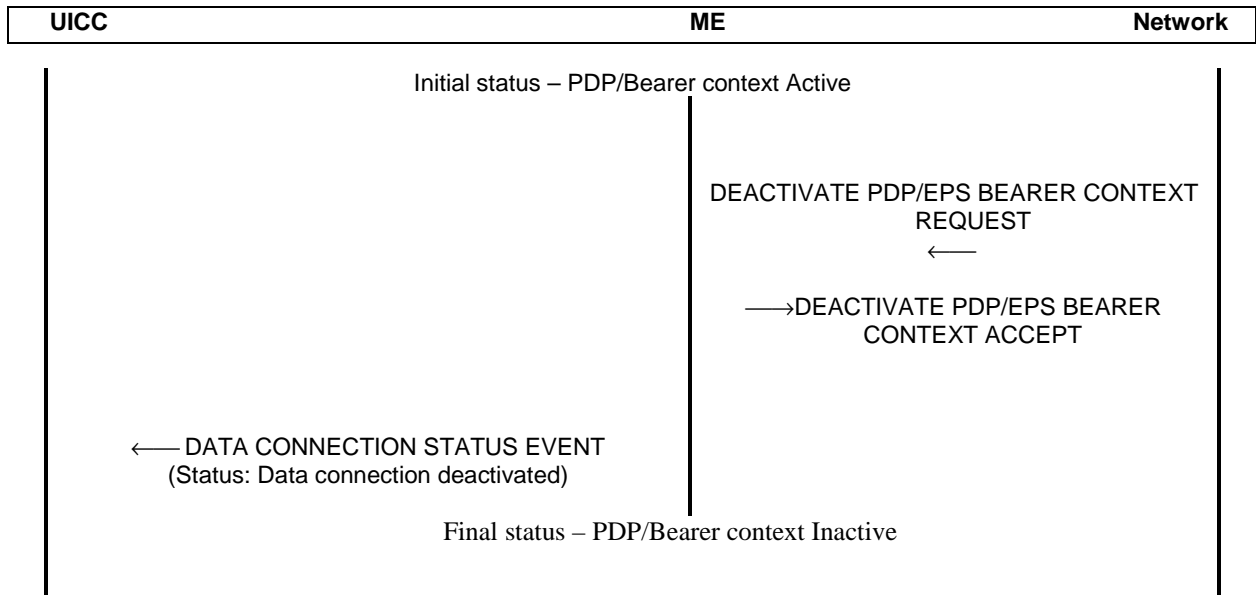 UICC ME Network
Initial status – PDP/Bearer context Active
DEACTIVATE PDP/EPS BEARER CONTEXT
REQUEST
←——
——→DEACTIVATE PDP/EPS BEARER
CONTEXT ACCEPT
←—— DATA CONNECTION STATUS EVENT
(Status: Data connection deactivated)
Final status – PDP/Bearer context Inactive